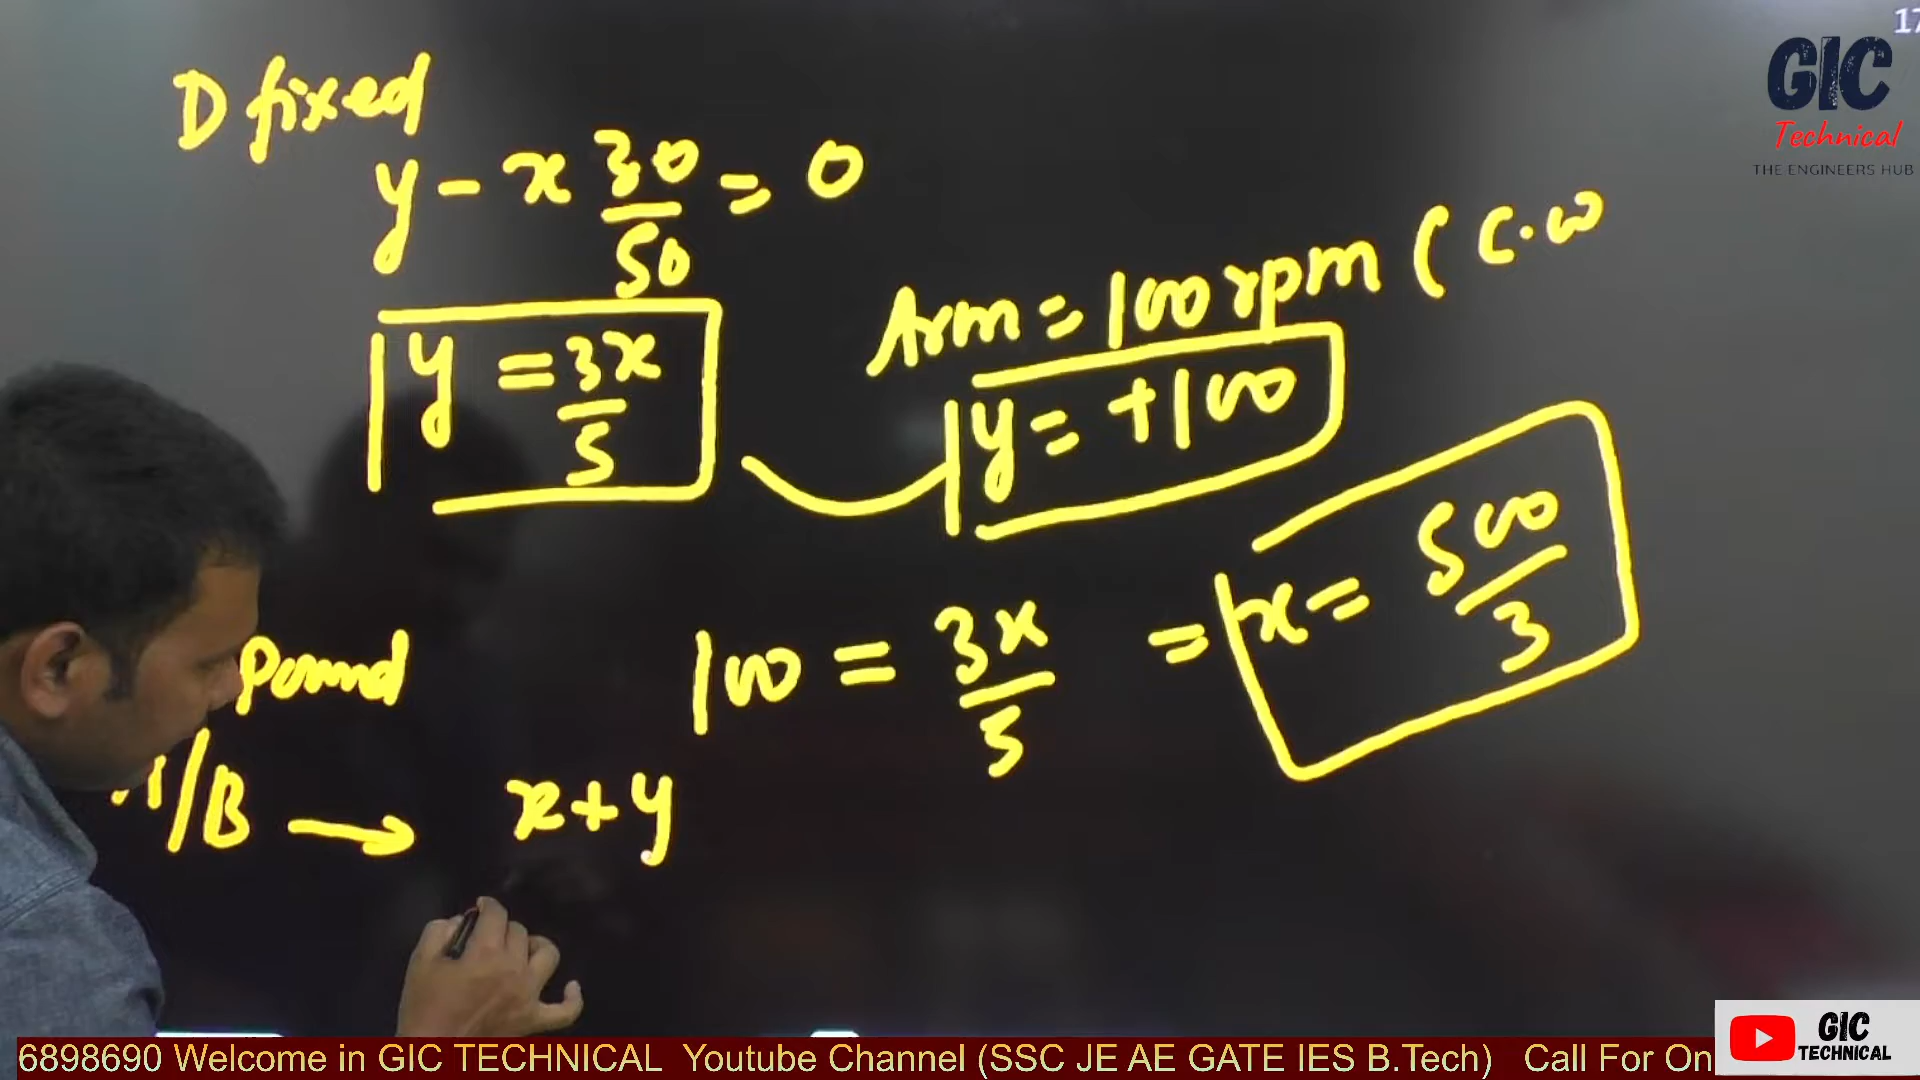 17
GIC
Technical
THE ENGINEERS HUB
D fixed
y - x 30/50 = 0
y = 3x/5
Arm = 100 rpm ( C.W
y = +100
100 = 3x/5 = x = 500/3
/B → x + y
6898690 Welcome in GIC TECHNICAL Youtube Channel (SSC JE AE GATE IES B.Tech) Call For On
GIC
TECHNICAL